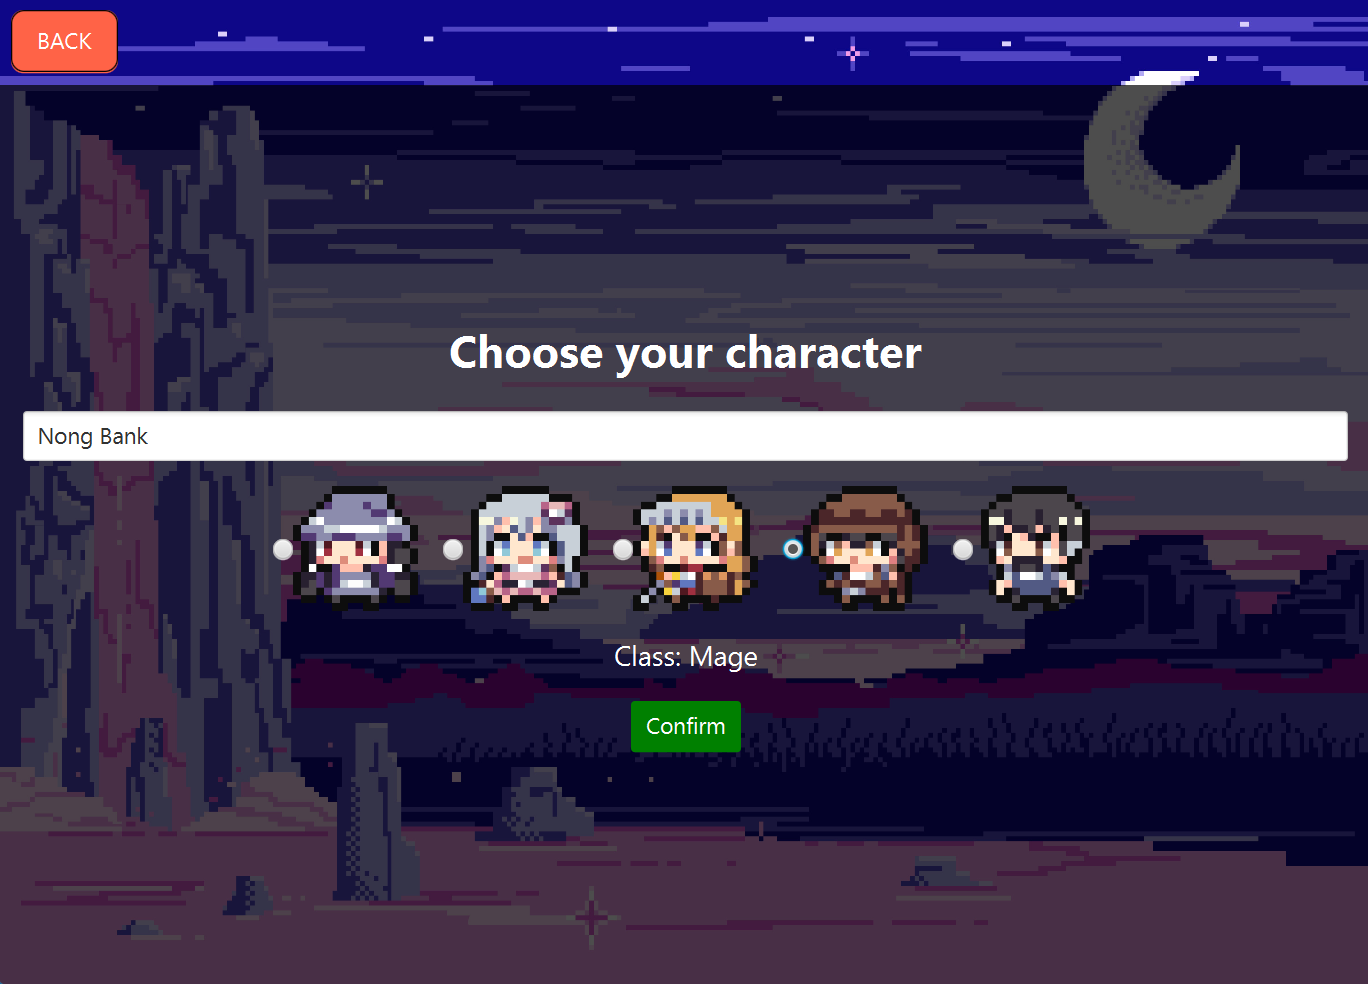 BACK
Choose your character
Nong Bank
Class: Mage
Confirm